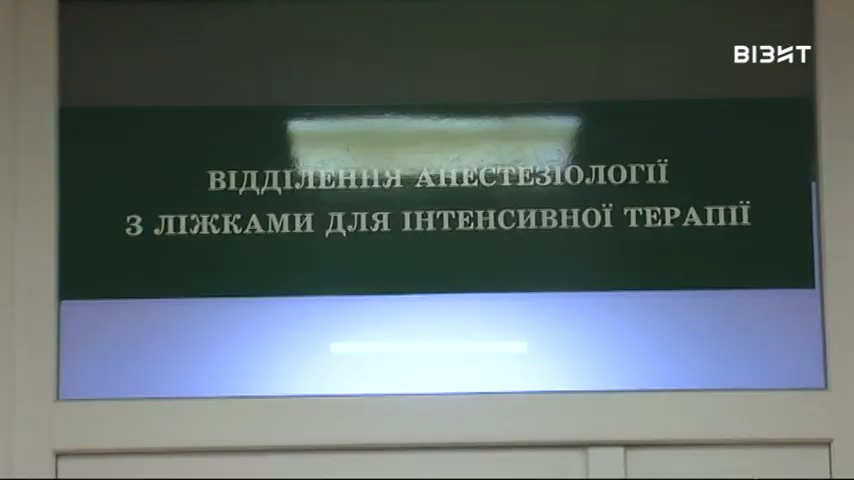 ВІЗИТ
ВІДДІЛЕННЯ АНЕСТЕЗІОЛОГІЇ
З ЛІЖКАМИ ДЛЯ ІНТЕНСИВНОЇ ТЕРАПІЇ